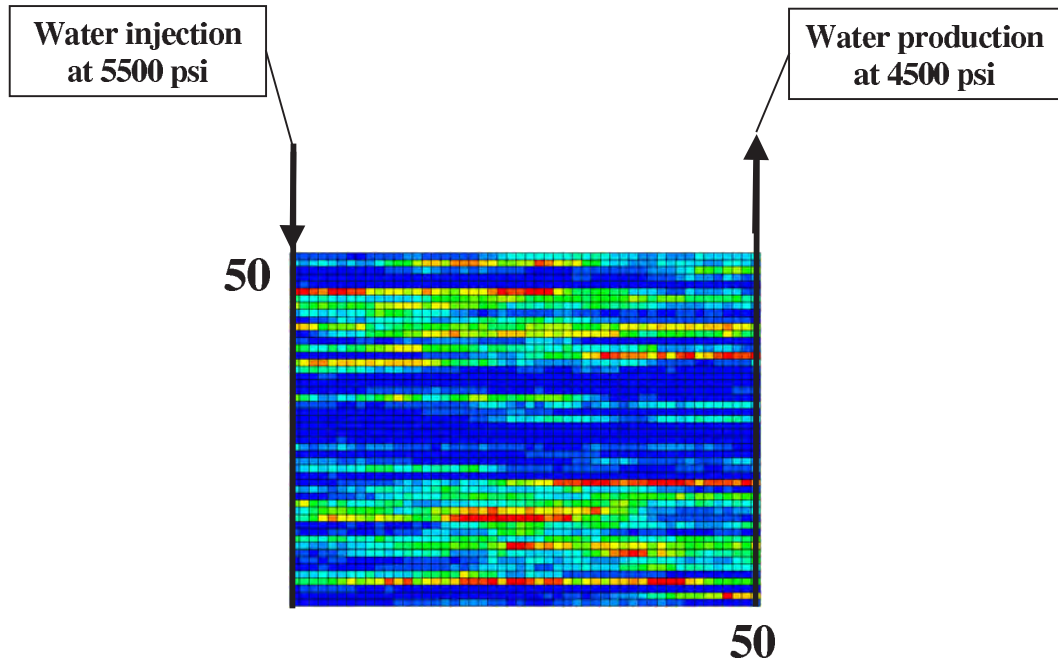 Water injection
at 5500 psi
Water production
at 4500 psi
50
50